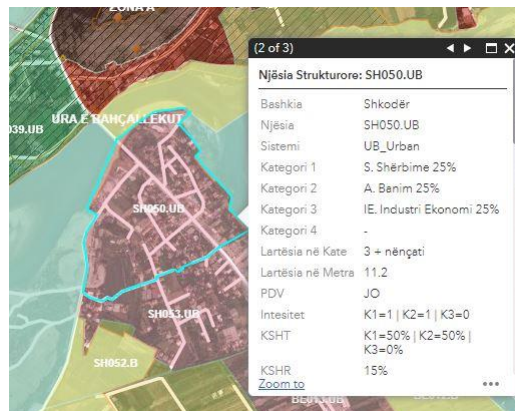 ZONA A
039.UB
URA E BAHÇALLEKUT
SH050.UB
SH053.UB
SH052.B
(2 of 3)
Njësia Strukturore: SH050.UB
Bashkia Shkodër
Njësia SH050.UB
Sistemi UB_Urban
Kategori 1 S. Shërbime 25%
Kategori 2 A. Banim 25%
Kategori 3 IE. Industri Ekonomi 25%
Kategori 4 -
Lartësia në Kate 3 + nënçati
Lartësia në Metra 11.2
PDV JO
Intesitet K1=1 | K2=1 | K3=0
KSHT K1=50% | K2=50% |
K3=0%
KSHR 15%
Zoom to